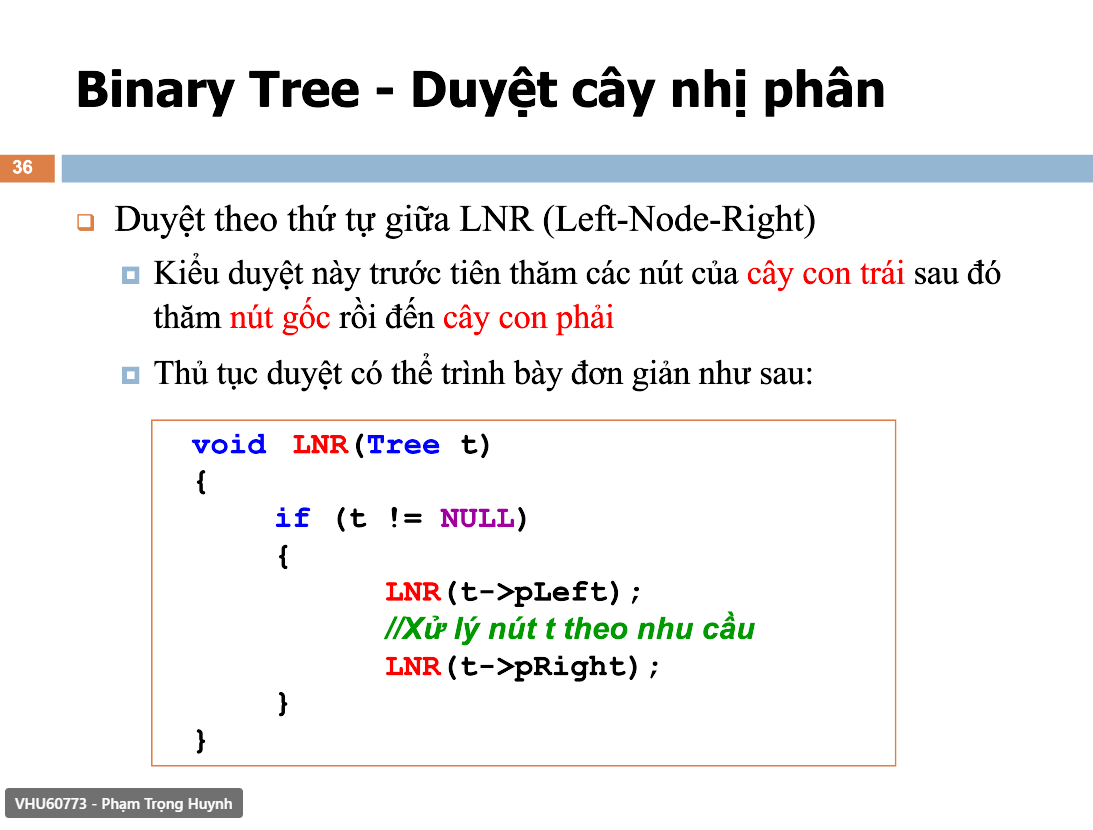 Binary Tree - Duyệt cây nhị phân
36
Duyệt theo thứ tự giữa LNR (Left-Node-Right)
Kiểu duyệt này trước tiên thăm các nút của cây con trái sau đó
thăm nút gốc rồi đến cây con phải
Thủ tục duyệt có thể trình bày đơn giản như sau:
void LNR(Tree t)
{
if (t != NULL)
{
LNR(t->pLeft);
//Xử lý nút t theo nhu cầu
LNR(t->pRight);
}
}
VHU60773 - Phạm Trọng Huynh